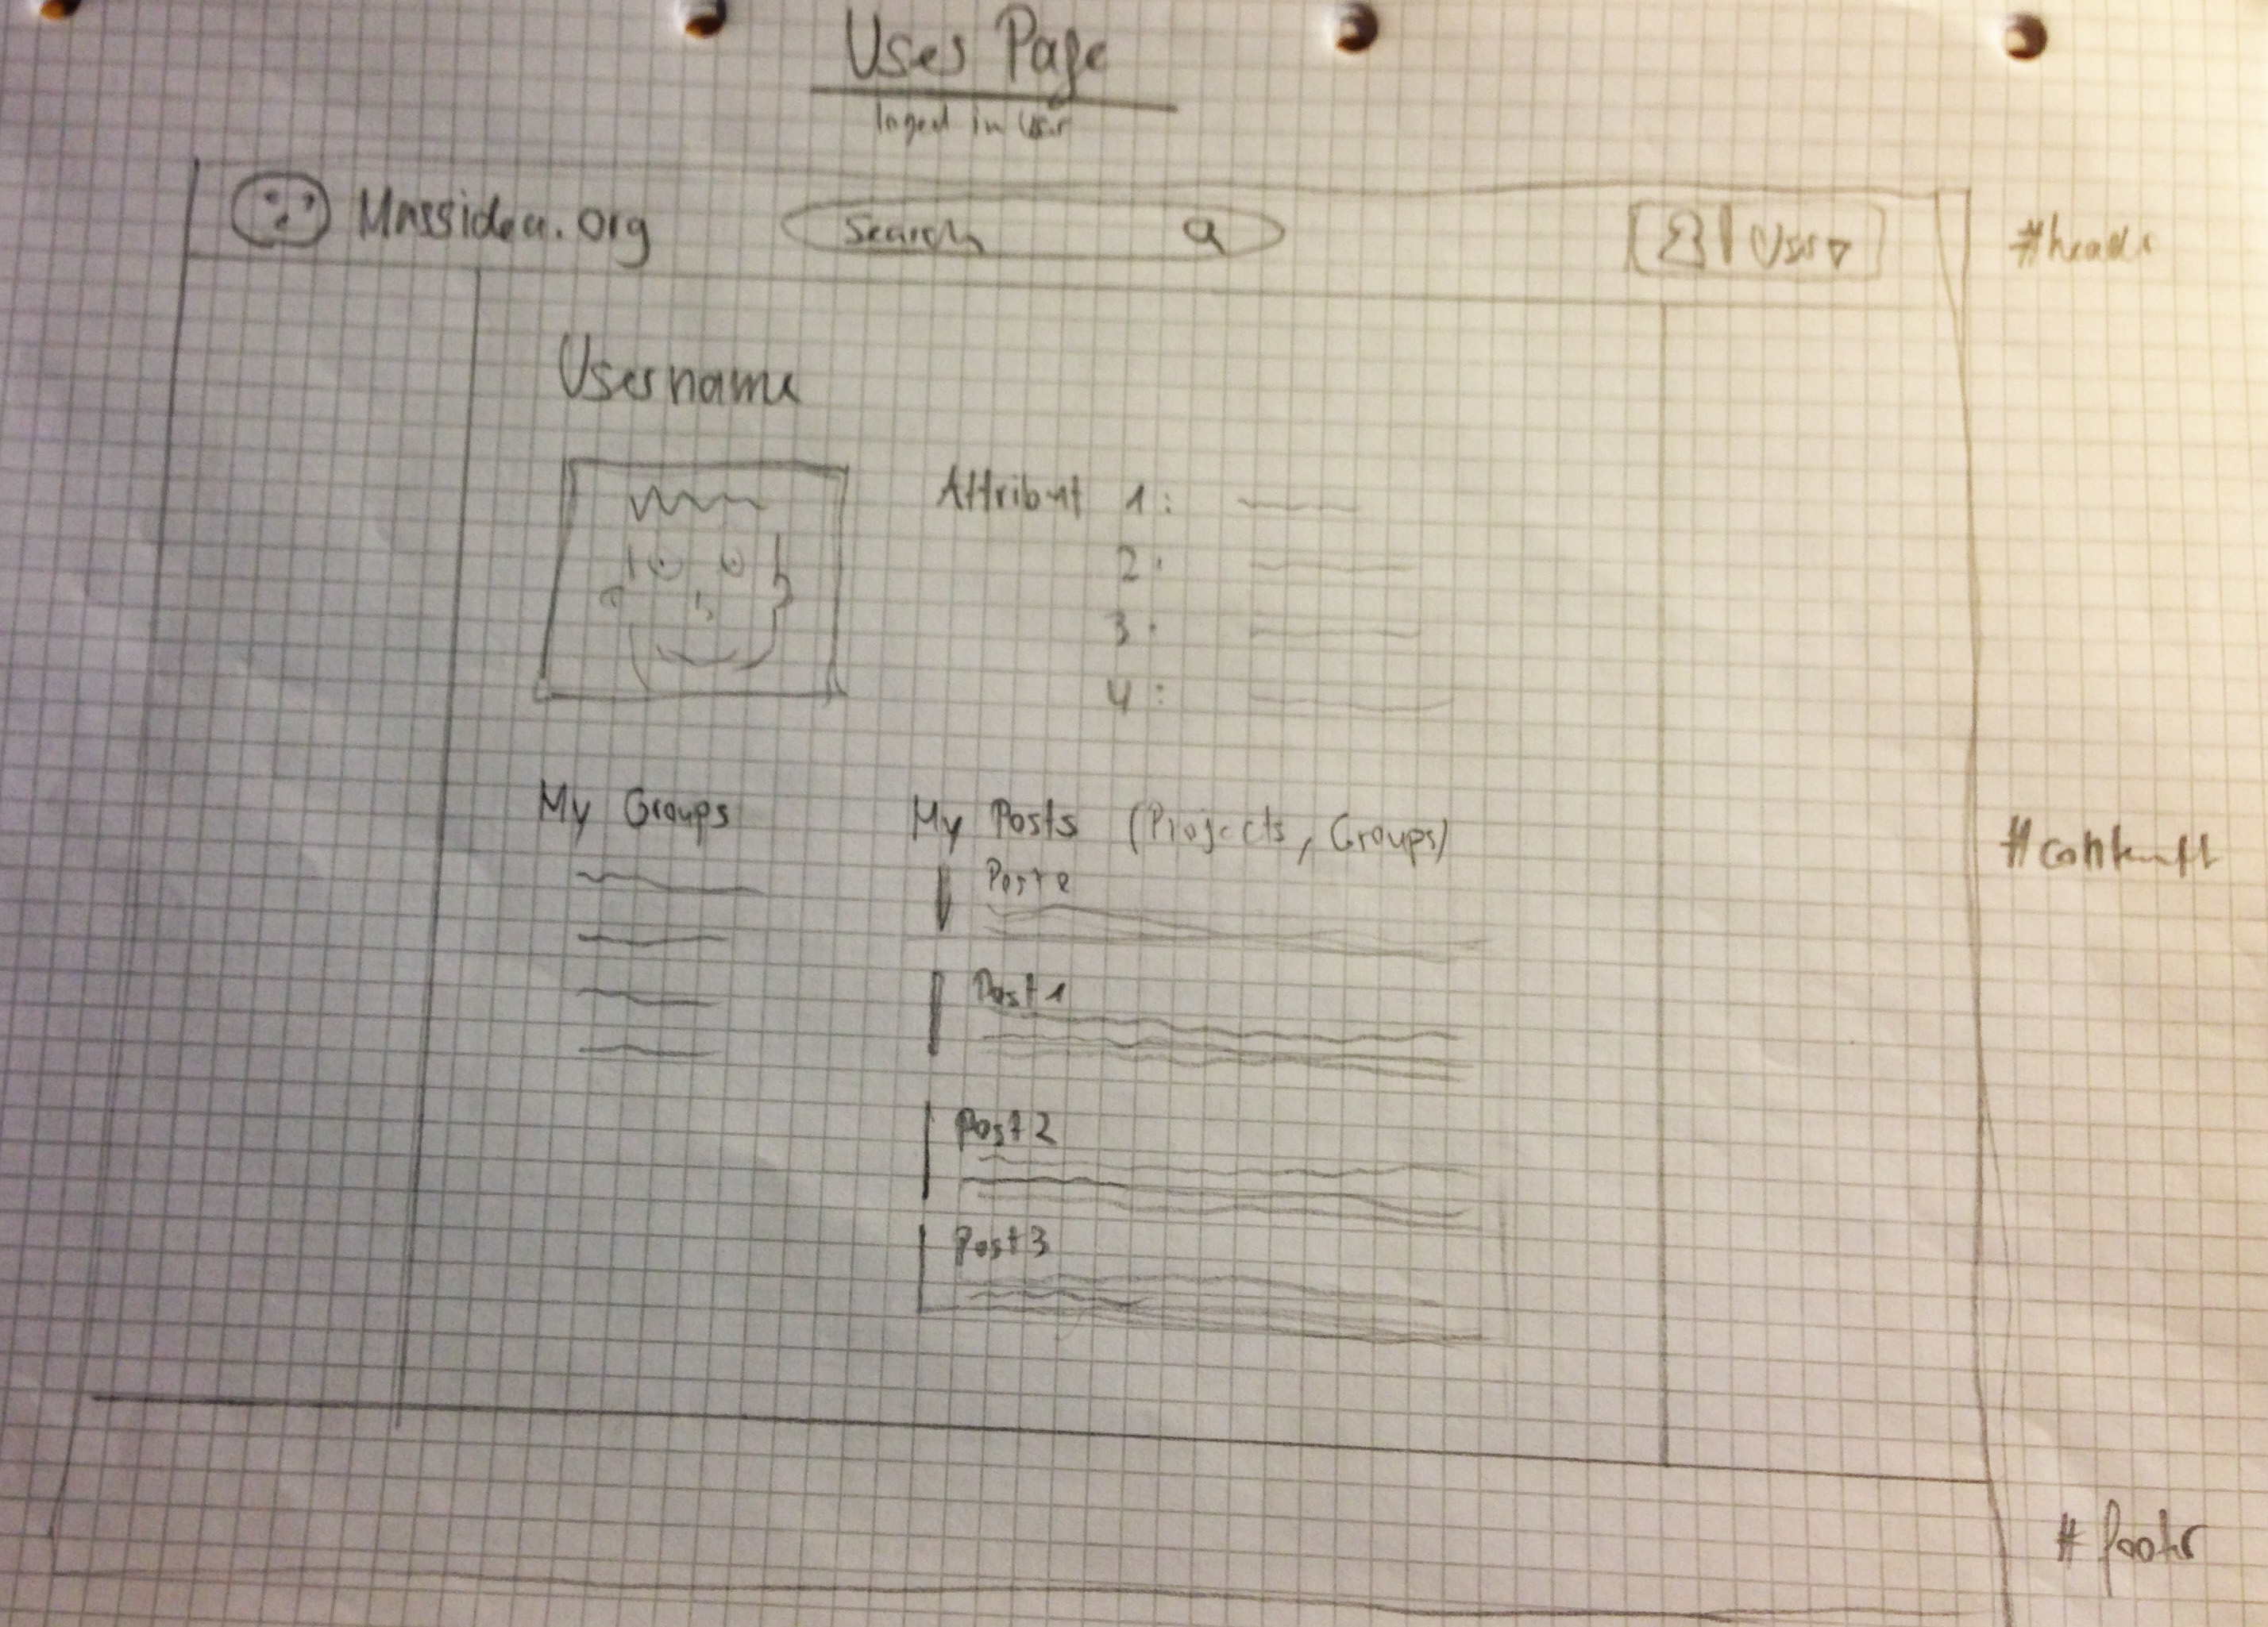 User Page
loged in User
Massidea.org
Search
User
#header
Username
Attribut 1:
2:
3:
4:
My Groups
My Posts (Projects, Groups)
Post
Post 1
Post 2
Post 3
#content
# footer